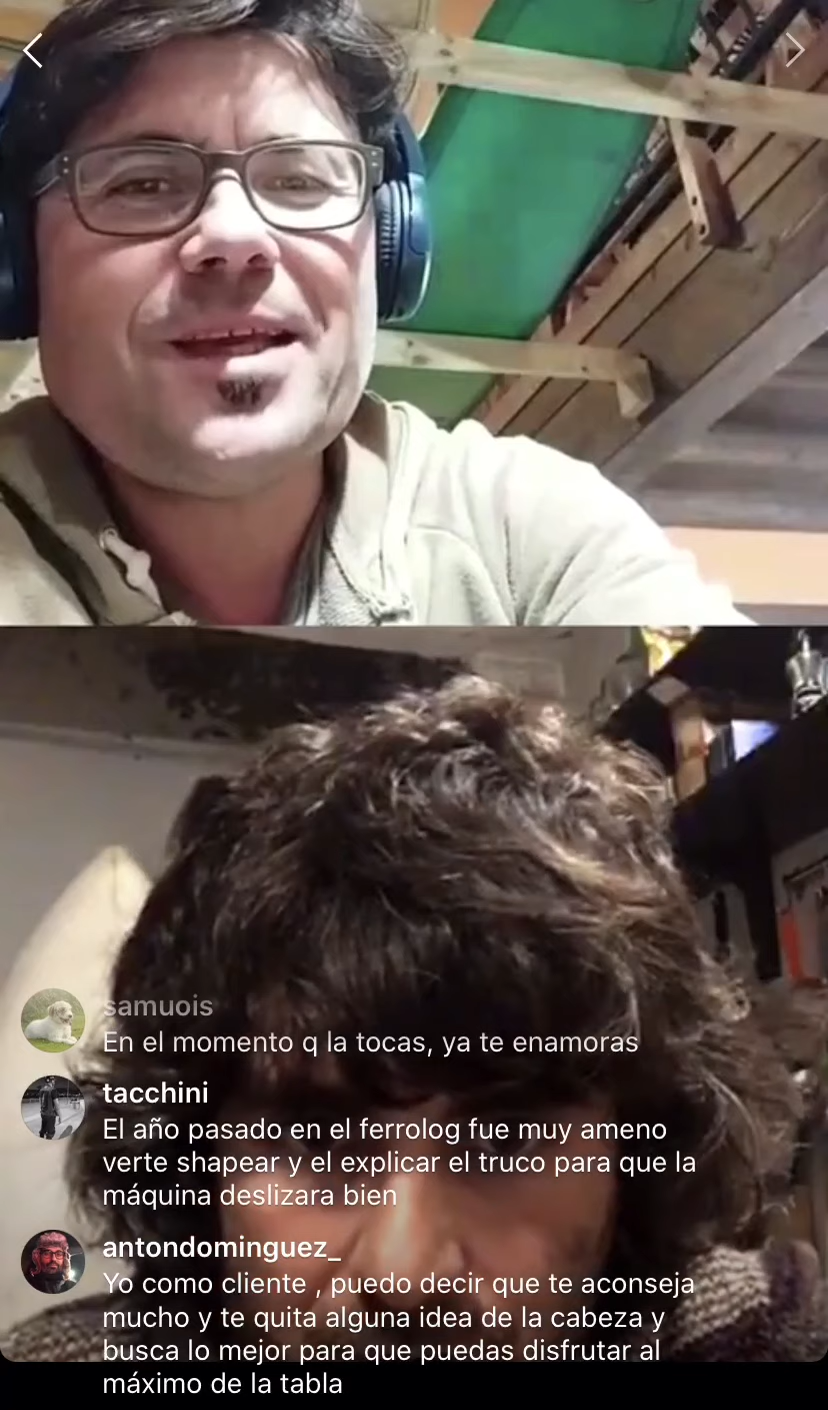 samuois
En el momento q la tocas, ya te enamoras
tacchini
El año pasado en el ferrolog fue muy ameno
verte shapear y el explicar el truco para que la
máquina deslizara bien
antondominguez_
Yo como cliente , puedo decir que te aconseja
mucho y te quita alguna idea de la cabeza y
busca lo mejor para que puedas disfrutar al
máximo de la tabla